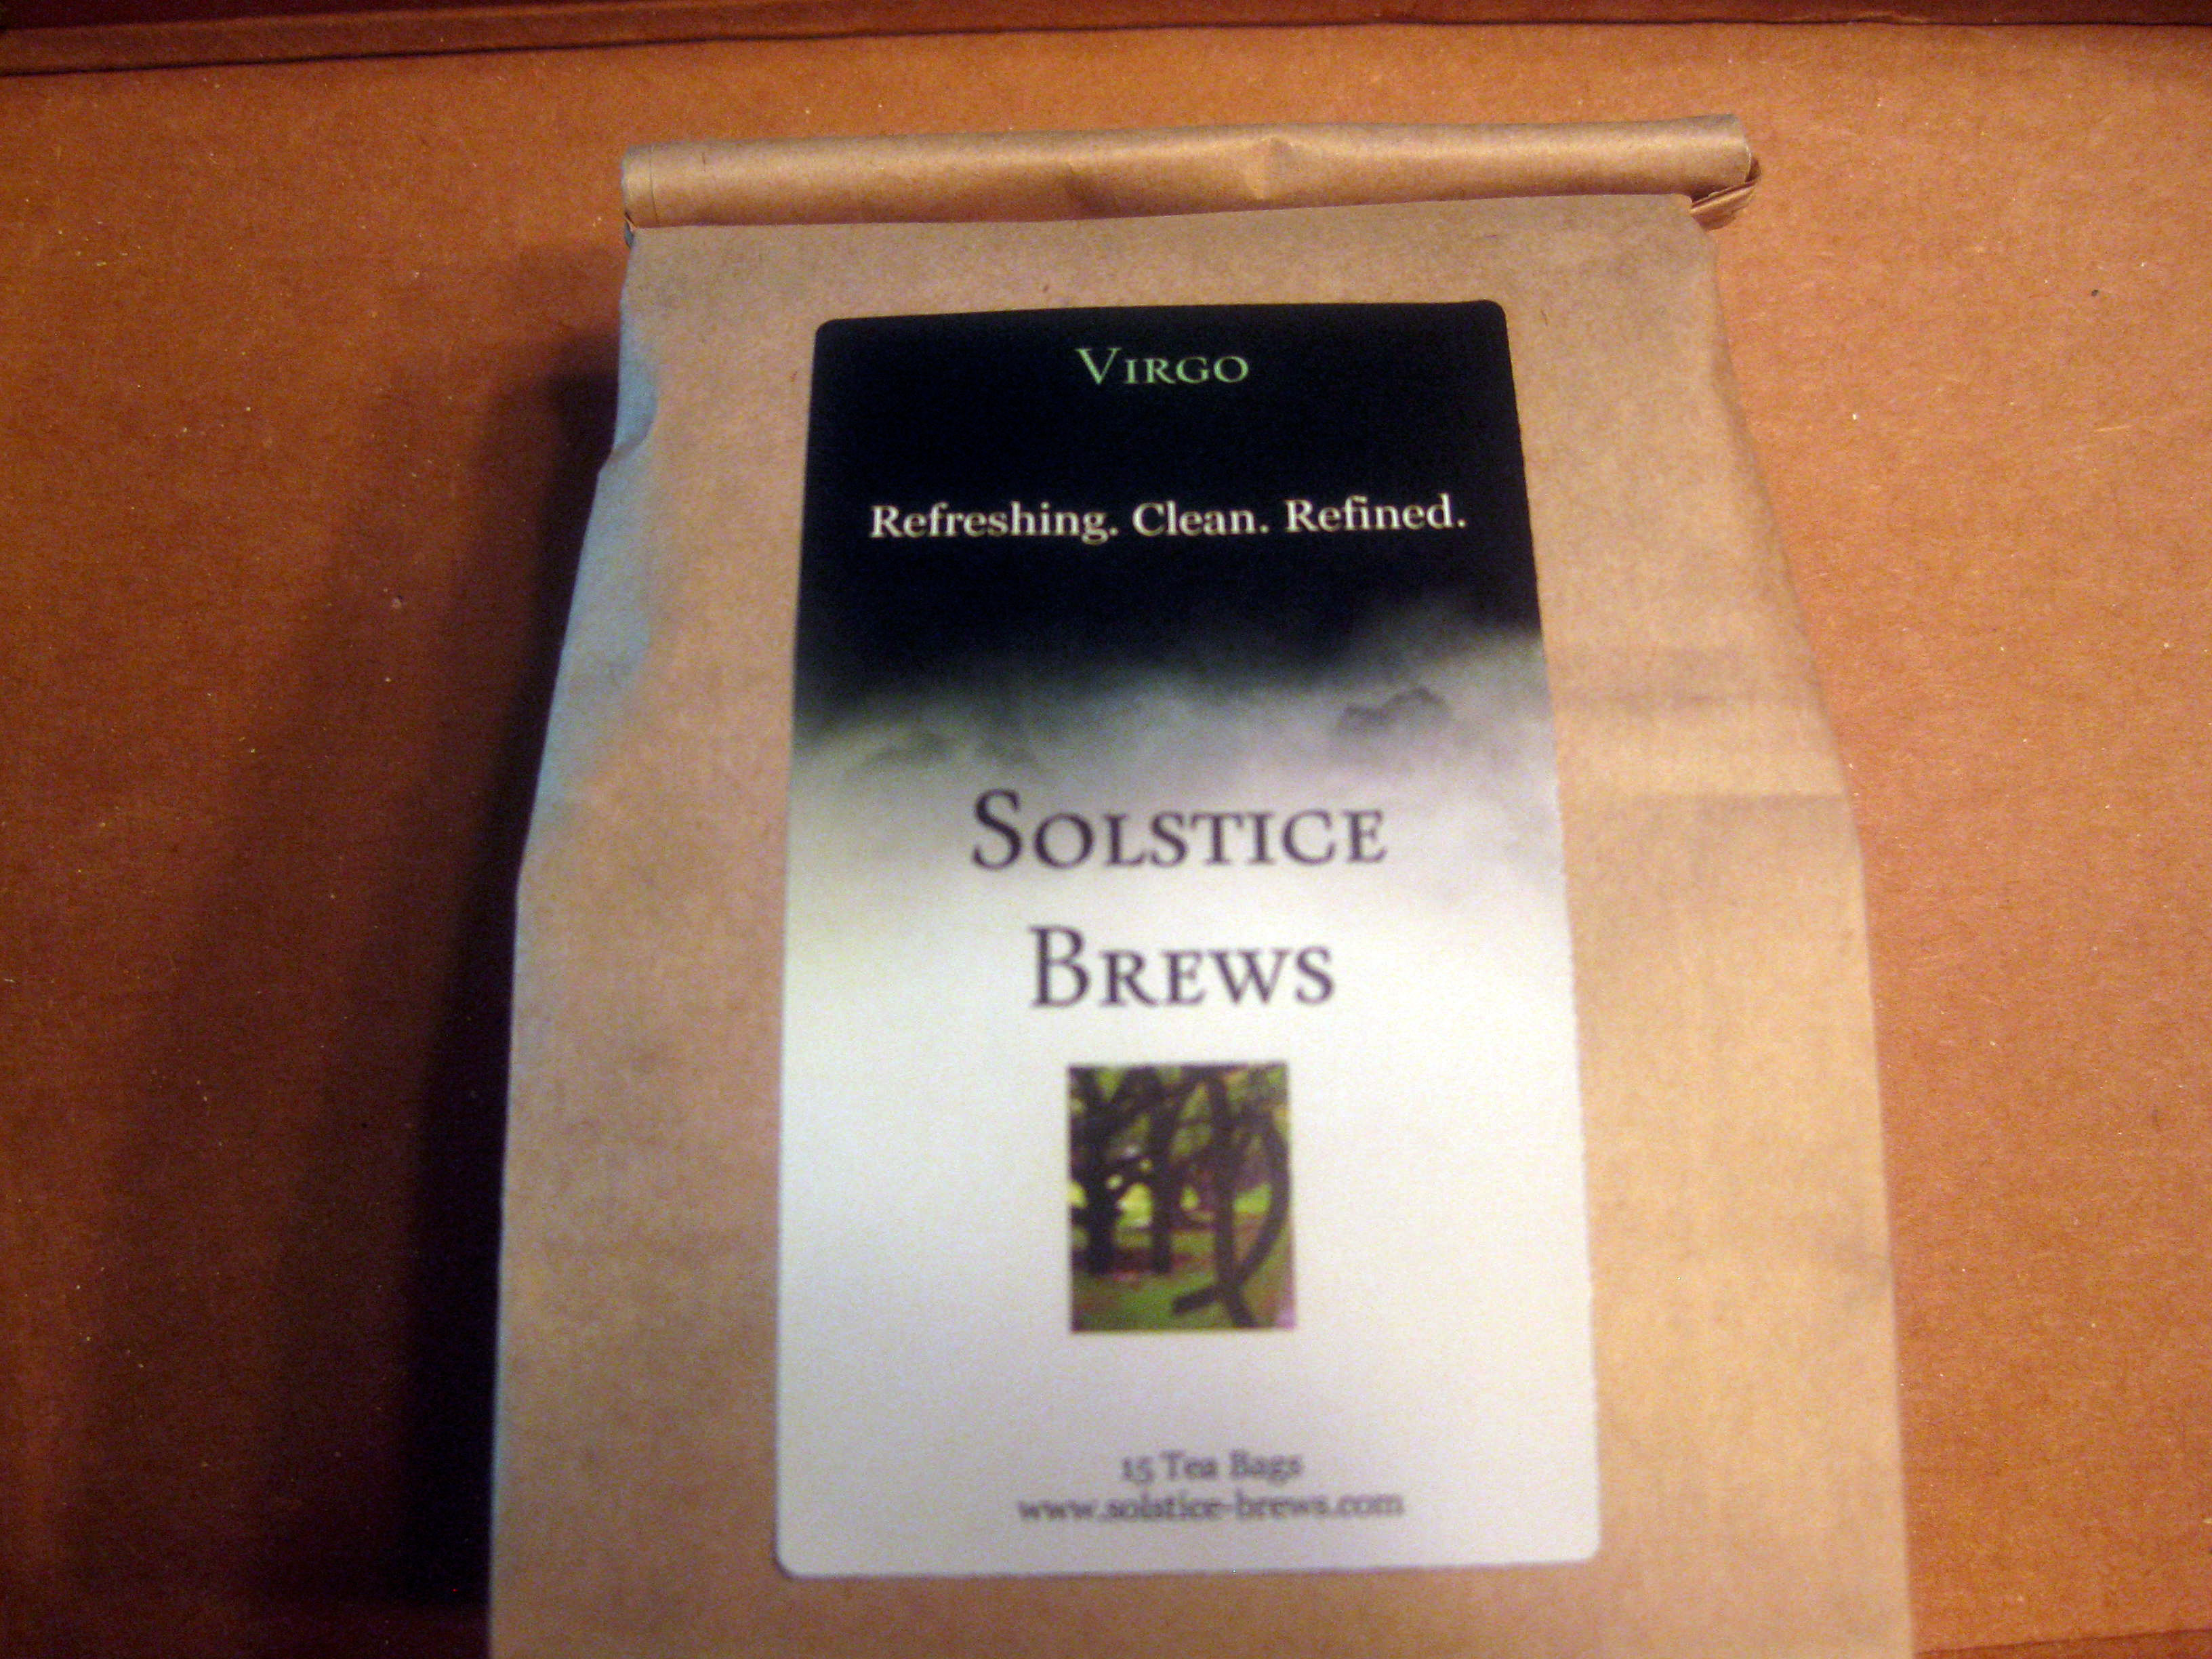 Virgo
Refreshing. Clean. Refined.
Solstice
Brews
15 Tea Bags
www.solstice-brews.com